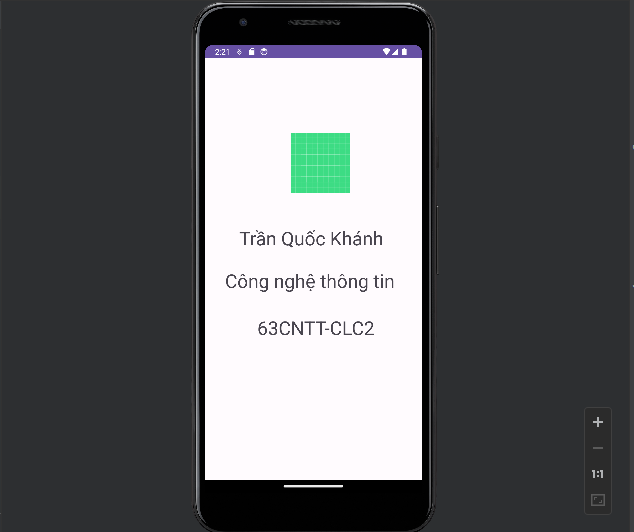 2:21
Trần Quốc Khánh
Công nghệ thông tin
63CNTT-CLC2
1:1